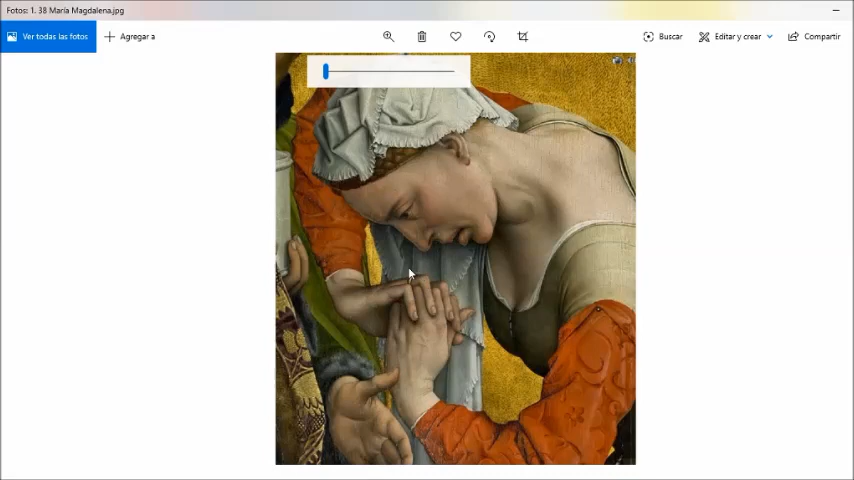 Fotos: 1. 38 María Magdalena.jpg
Ver todas las fotos
Agregar a
Buscar
Editar y crear
Compartir